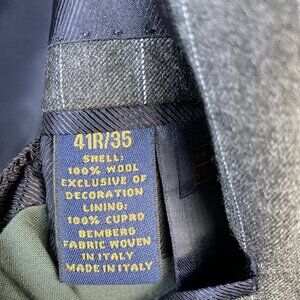 41R/35
SHELL:
100% WOOL
EXCLUSIVE OF
DECORATION
LINING:
100% CUPRO
BEMBERG
FABRIC WOVEN
IN ITALY
MADE IN ITALY